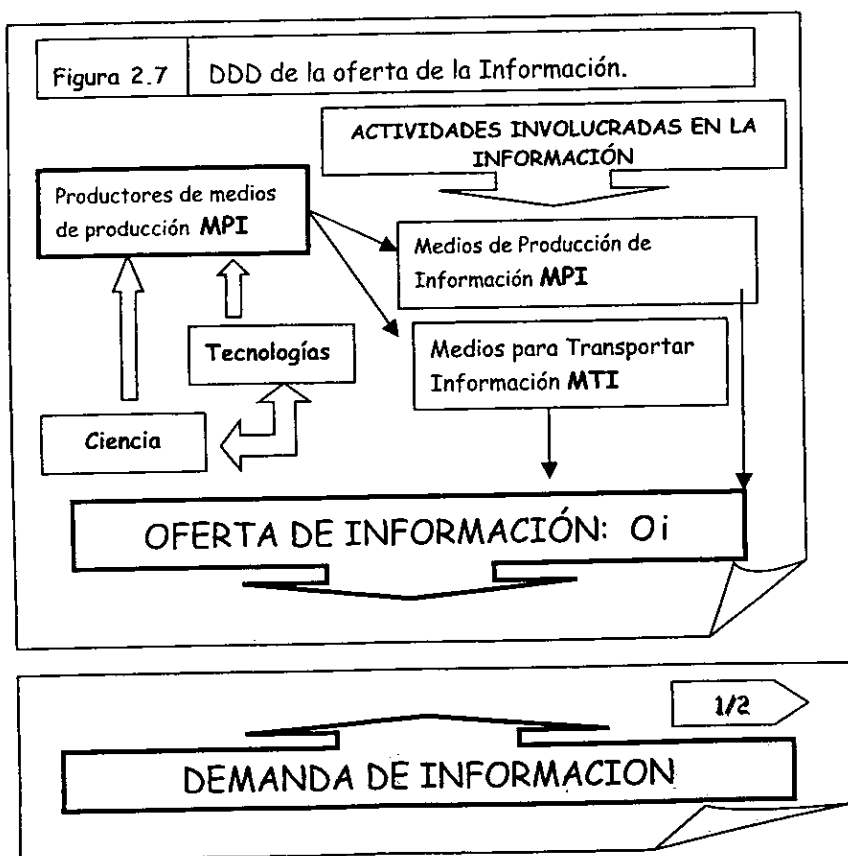 Figura 2.7
DDD de la oferta de la Información.
ACTIVIDADES INVOLUCRADAS EN LA
INFORMACIÓN
Productores de medios
de producción MPI
Medios de Producción de
Información MPI
Tecnologías
Medios para Transportar
Información MTI
Ciencia
OFERTA DE INFORMACIÓN: Oi
1/2
DEMANDA DE INFORMACION